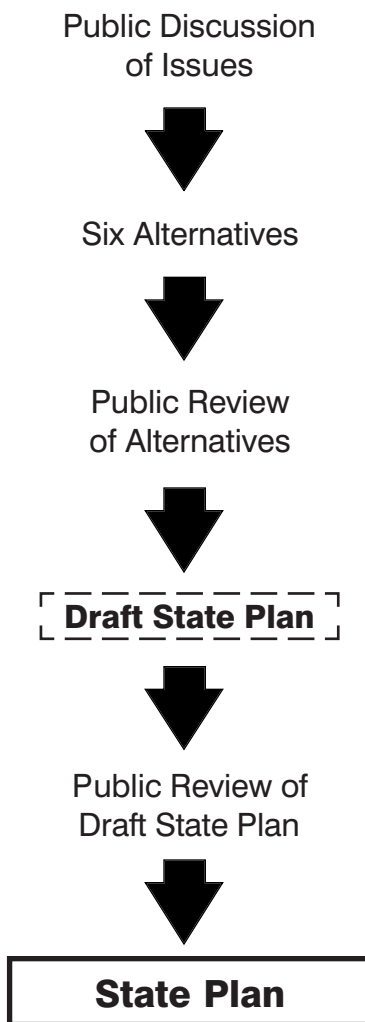 Public Discussion
of Issues
Six Alternatives
Public Review
of Alternatives
Draft State Plan
Public Review of
Draft State Plan
State Plan